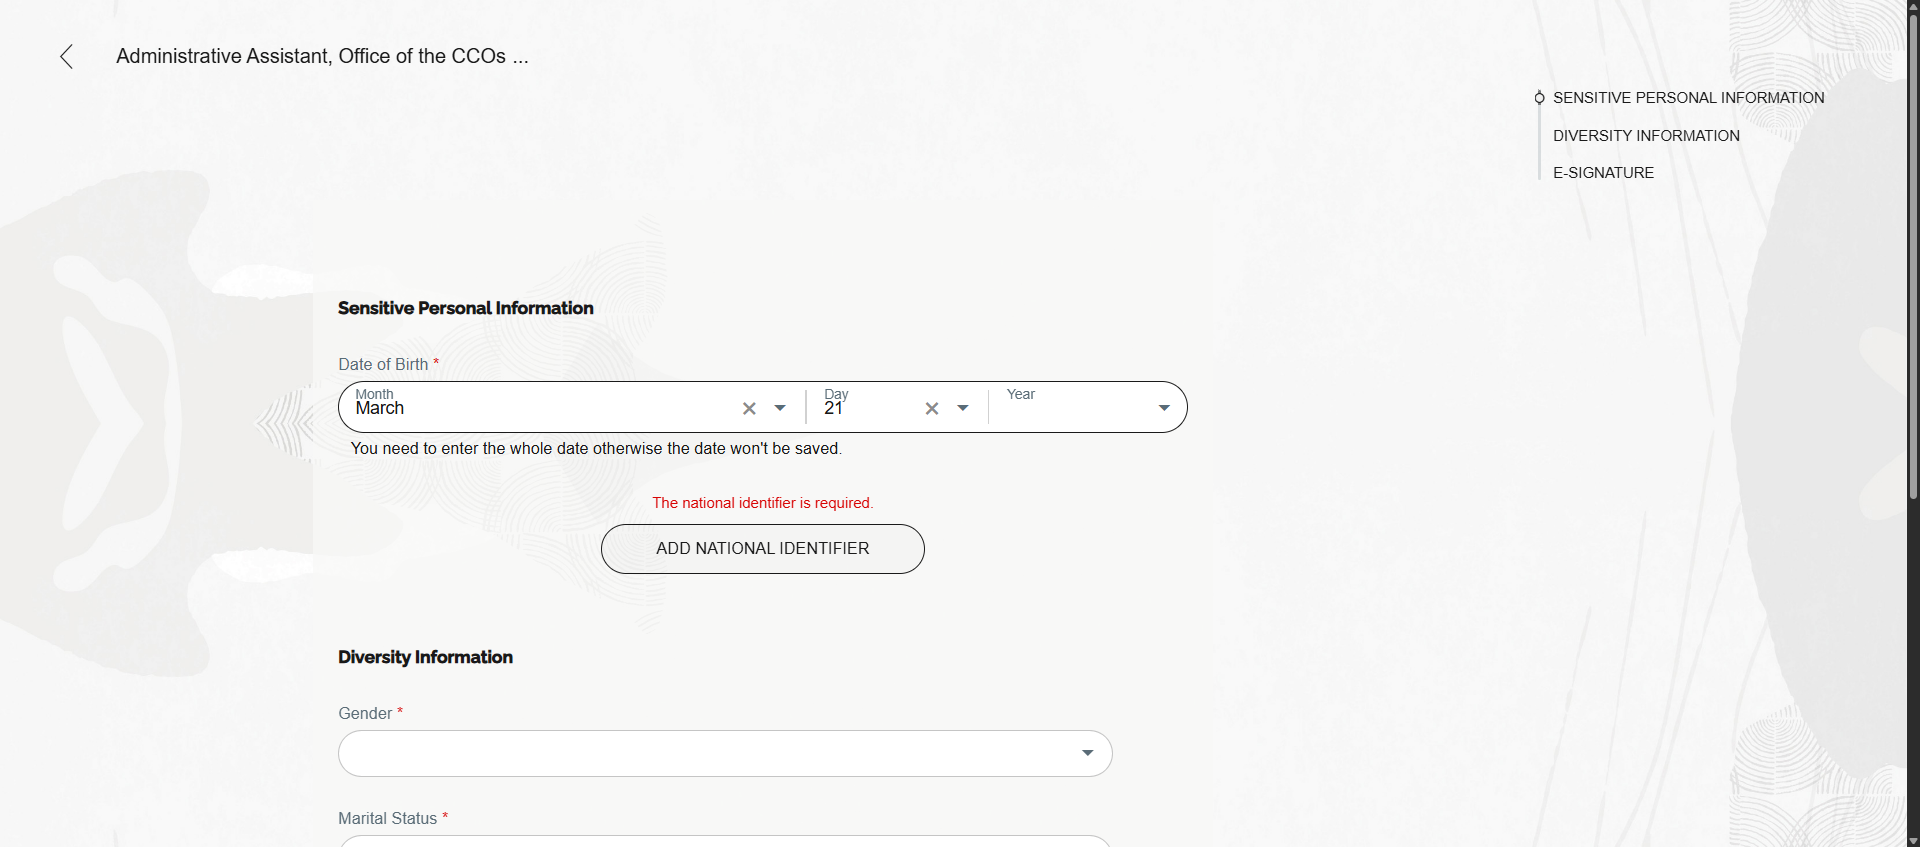 Administrative Assistant, Office of the CCOs ...
SENSITIVE PERSONAL INFORMATION
DIVERSITY INFORMATION
E-SIGNATURE
Sensitive Personal Information
Date of Birth *
Month
March
Day
21
Year
You need to enter the whole date otherwise the date won't be saved.
The national identifier is required.
ADD NATIONAL IDENTIFIER
Diversity Information
Gender *
Marital Status *